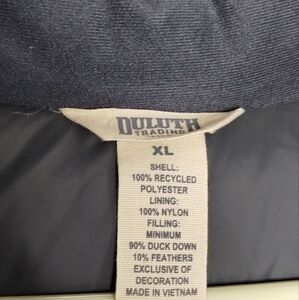 DULUTH
TRADING
XL
SHELL:
100% RECYCLED
POLYESTER
LINING:
100% NYLON
FILLING:
MINIMUM
90% DUCK DOWN
10% FEATHERS
EXCLUSIVE OF
DECORATION
MADE IN VIETNAM